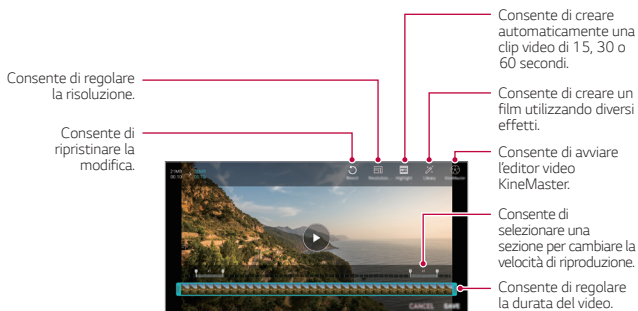 Consente di creare
automaticamente una
clip video di 15, 30 o
60 secondi.
Consente di regolare
la risoluzione.
Consente di creare un
film utilizzando diversi
effetti.
Consente di
ripristinare la
modifica.
Consente di avviare
l'editor video
KineMaster.
Consente di
selezionare una
sezione per cambiare la
velocità di riproduzione.
Consente di regolare
la durata del video.
CANCEL SAVE